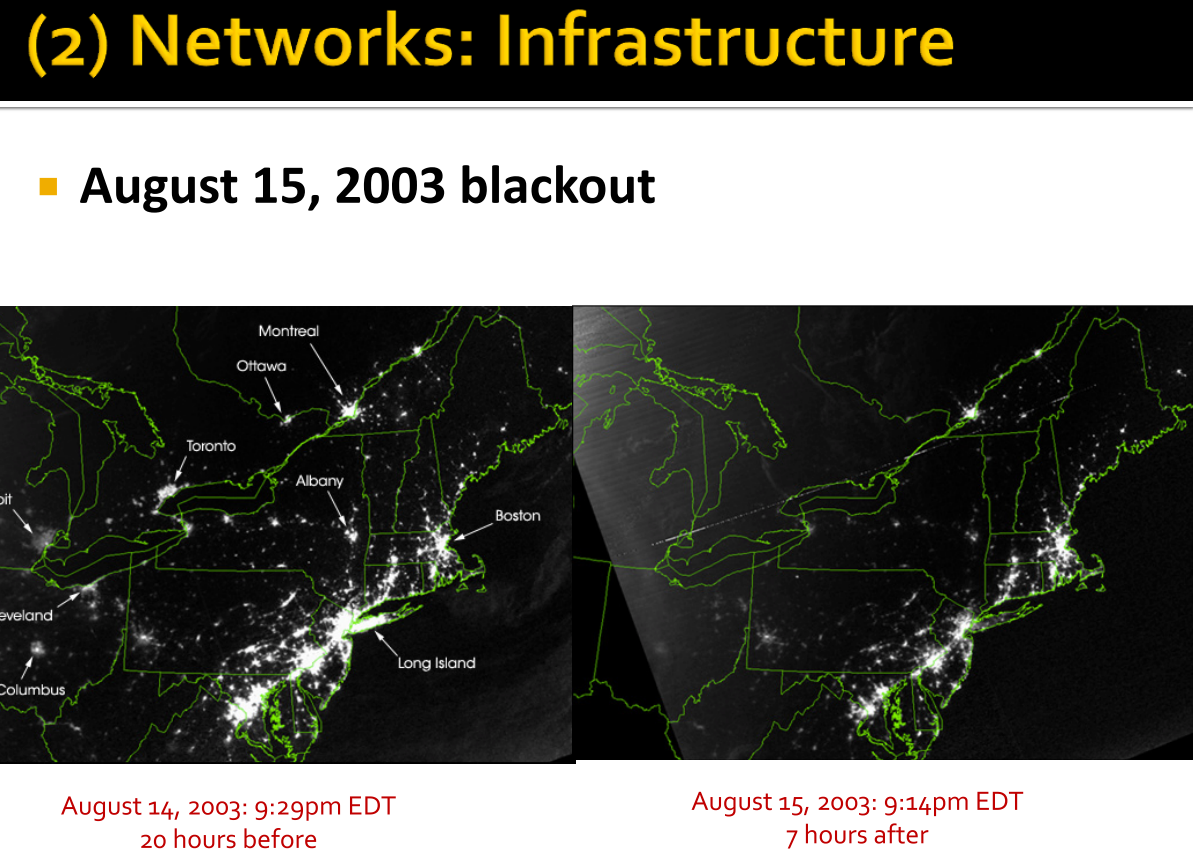 (2) Networks: Infrastructure
August 15, 2003 blackout
Montreal
Ottawa
Toronto
Albany
oit
Boston
eveland
Long Island
Columbus
August 14, 2003: 9:29pm EDT
20 hours before
August 15, 2003: 9:14pm EDT
7 hours after